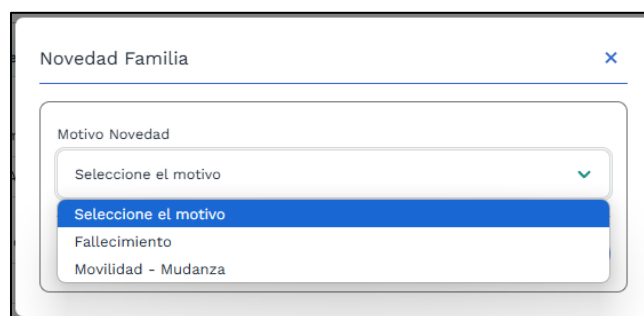 Novedad Familia
Motivo Novedad
Seleccione el motivo
Seleccione el motivo
Fallecimiento
Movilidad - Mudanza